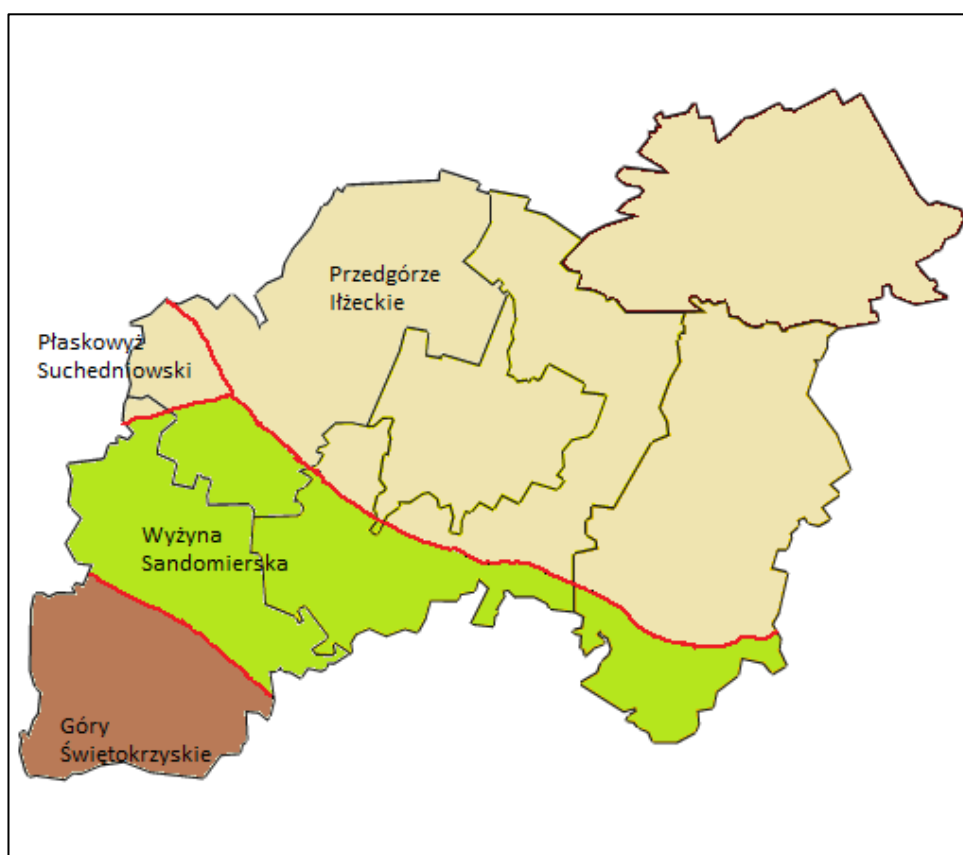 Przedgórze
Iłżeckie
Płaskowyż
Suchedniowski
Wyżyna
Sandomierska
Góry
Świętokrzyskie